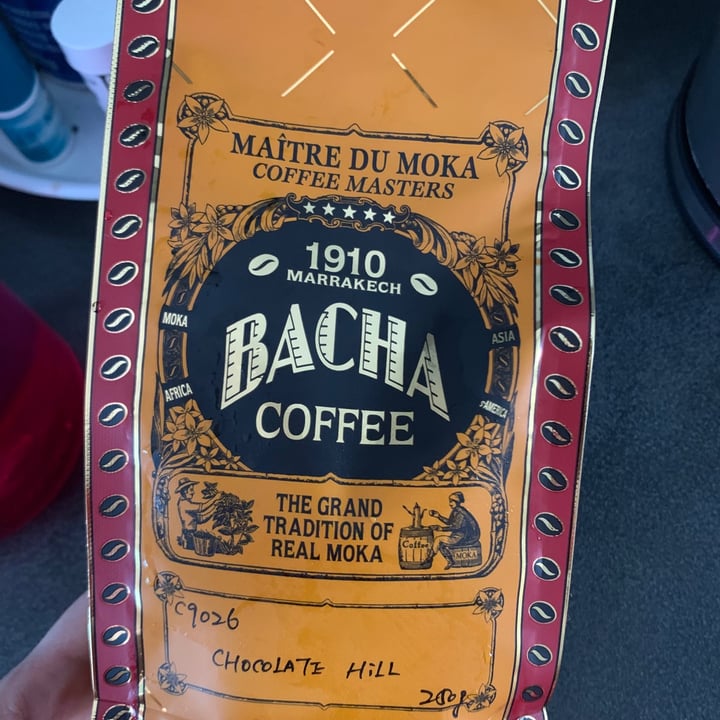 MAÎTRE DU MOKA
COFFEE MASTERS
1910
MARRAKECH
BACHA
COFFEE
MOKA
AFRICA
ASIA
S.AMERICA
THE GRAND
TRADITION OF
REAL MOKA
Coffee
MOKA
C9026
CHOCOLATE HILL
250g